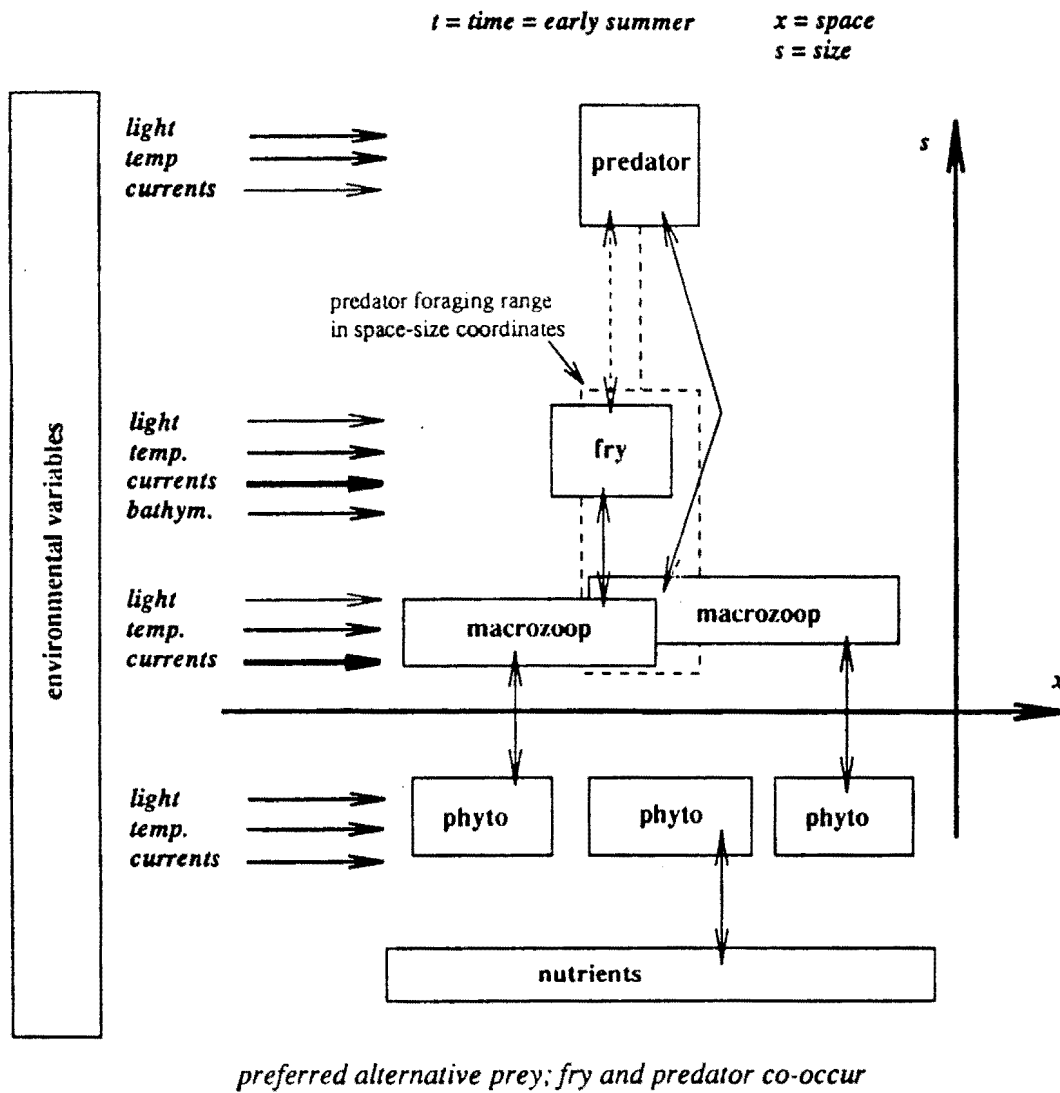 t = time = early summer
x = space
s = size
light
temp
currents
predator
s
predator foraging range
in space-size coordinates
environmental variables
light
temp.
currents
bathym.
fry
light
temp.
currents
macrozoop
macrozoop
x
light
temp.
currents
phyto
phyto
phyto
nutrients
preferred alternative prey; fry and predator co-occur